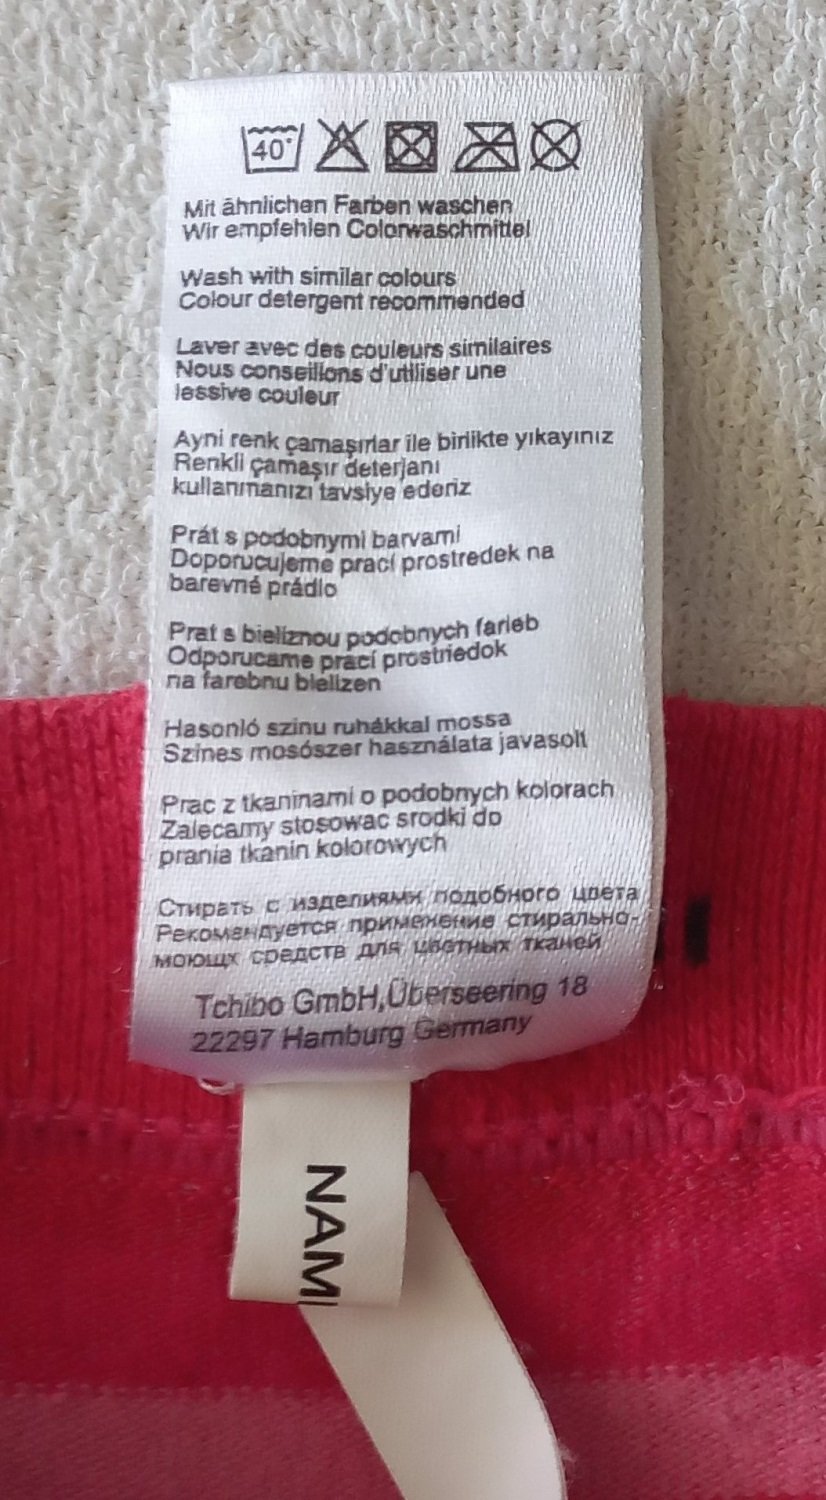 40°
Mit ähnlichen Farben waschen
Wir empfehlen Colorwaschmittel
Wash with similar colours
Colour detergent recommended
Laver avec des couleurs similaires
Nous conseillons d'utiliser une
lessive couleur
Ayni renk çamaşırlar ile birlikte yıkayınız
Renkli çamaşır deterjanı
kullanmanızı tavsiye ederiz
Prát s podobnymi barvami
Doporucujeme prací prostredek na
barevné prádlo
Prat s bieliznou podobnych farieb
Odporucame prací prostriedok
na farebnu bielizen
Hasonló szinu ruhákkal mossa
Szines mosószer használata javasolt
Prac z tkaninami o podobnych kolorach
Zalecamy stosowac srodki do
prania tkanin kolorowych
Стирать с изделиями подобного цвета
Рекомендуется применение стирально-
моющх средств для цветных тканей
Tchibo GmbH,Überseering 18
22297 Hamburg Germany
NAM